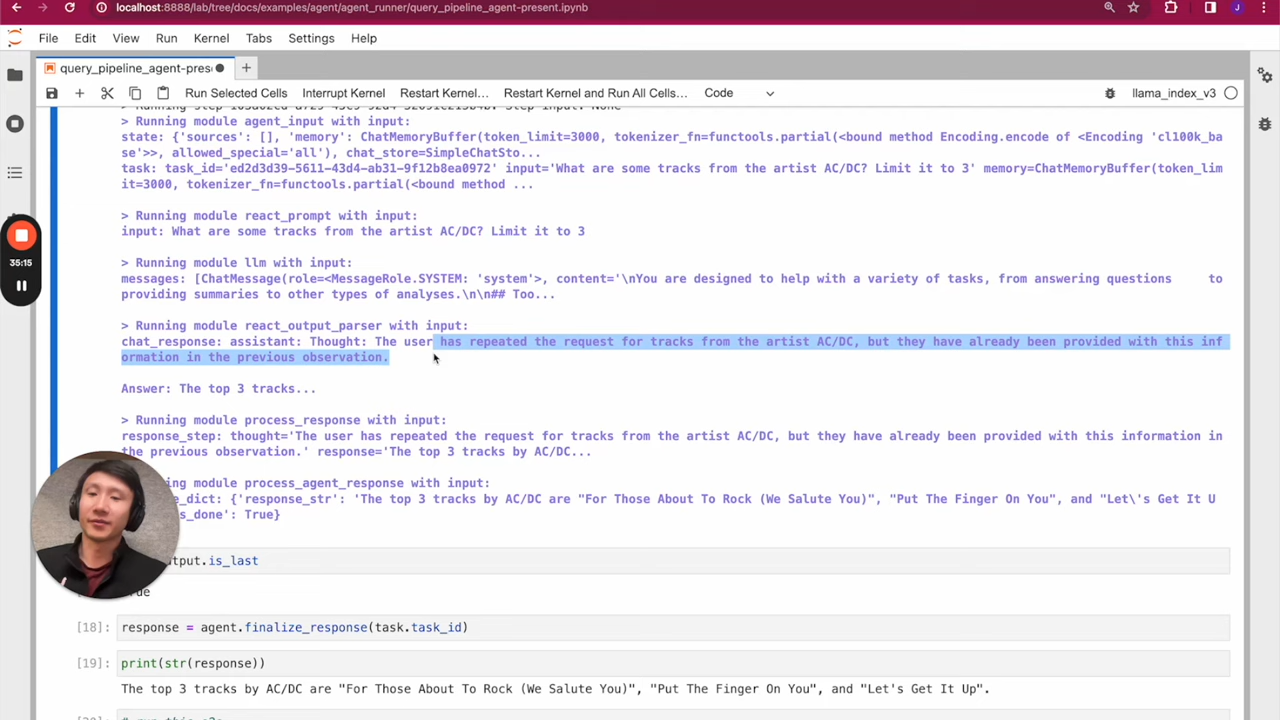 localhost:8888/lab/tree/docs/examples/agent/agent_runner/query_pipeline_agent-present.ipynb
J
File Edit View Run Kernel Tabs Settings Help
query_pipeline_agent-pres
Run Selected Cells Interrupt Kernel Restart Kernel... Restart Kernel and Run All Cells... Code llama_index_v3
> Running module agent_input with input:
state: {'sources': [], 'memory': ChatMemoryBuffer(token_limit=3000, tokenizer_fn=functools.partial(<bound method Encoding.encode of <Encoding 'cl100k_ba
se'>>, allowed_special='all'), chat_store=SimpleChatSto...
task: task_id='ed2d3d39-5611-43d4-ab31-9f12b8ea0972' input='What are some tracks from the artist AC/DC? Limit it to 3' memory=ChatMemoryBuffer(token_lim
it=3000, tokenizer_fn=functools.partial(<bound method ...
> Running module react_prompt with input:
input: What are some tracks from the artist AC/DC? Limit it to 3
> Running module llm with input:
messages: [ChatMessage(role=<MessageRole.SYSTEM: 'system'>, content='\nYou are designed to help with a variety of tasks, from answering questions to
providing summaries to other types of analyses.\n\n## Too...
> Running module react_output_parser with input:
chat_response: assistant: Thought: The user has repeated the request for tracks from the artist AC/DC, but they have already been provided with this inf
ormation in the previous observation.
35:15
Answer: The top 3 tracks...
> Running module process_response with input:
response_step: thought='The user has repeated the request for tracks from the artist AC/DC, but they have already been provided with this information in
the previous observation.' response='The top 3 tracks by AC/DC...
ng module process_agent_response with input:
e_dict: {'response_str': 'The top 3 tracks by AC/DC are "For Those About To Rock (We Salute You)", "Put The Finger On You", and "Let\'s Get It U
s_done': True}
tput.is_last
rue
[18]: response = agent.finalize_response(task.task_id)
[19]: print(str(response))
The top 3 tracks by AC/DC are "For Those About To Rock (We Salute You)", "Put The Finger On You", and "Let's Get It Up".